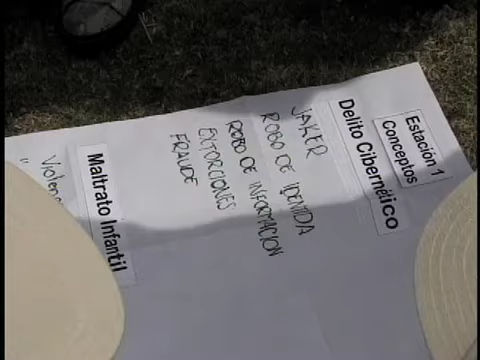 Estación 1
Conceptos
Delito Cibernético
JAKER
ROBO DE IDENIDA
ROBO DE INFORMACION
EXTORCIONES
FRAUDE
Maltrato Infantil